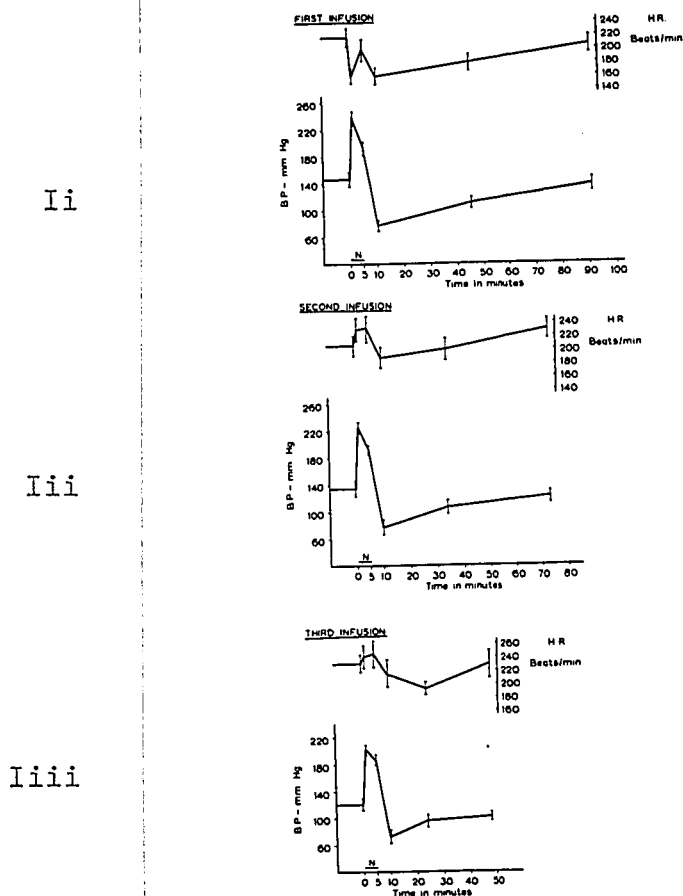 FIRST INFUSION
240 H R.
220 Beats/min
200
180
160
140
Ii
BP - mm Hg
260
220
180
140
100
60
N
0 5 10 20 30 40 50 60 70 80 90 100
Time in minutes
SECOND INFUSION
240 H R
220
200 Beats/min
180
160
140
Iii
BP - mm Hg
260
220
180
140
100
60
N
0 5 10 20 30 40 50 60 70 80
Time in minutes
THIRD INFUSION
260 H R
240
220 Beats/min
200
180
160
Iiii
BP - mm Hg
220
180
140
100
60
N
0 5 10 20 30 40 50
Time in minutes